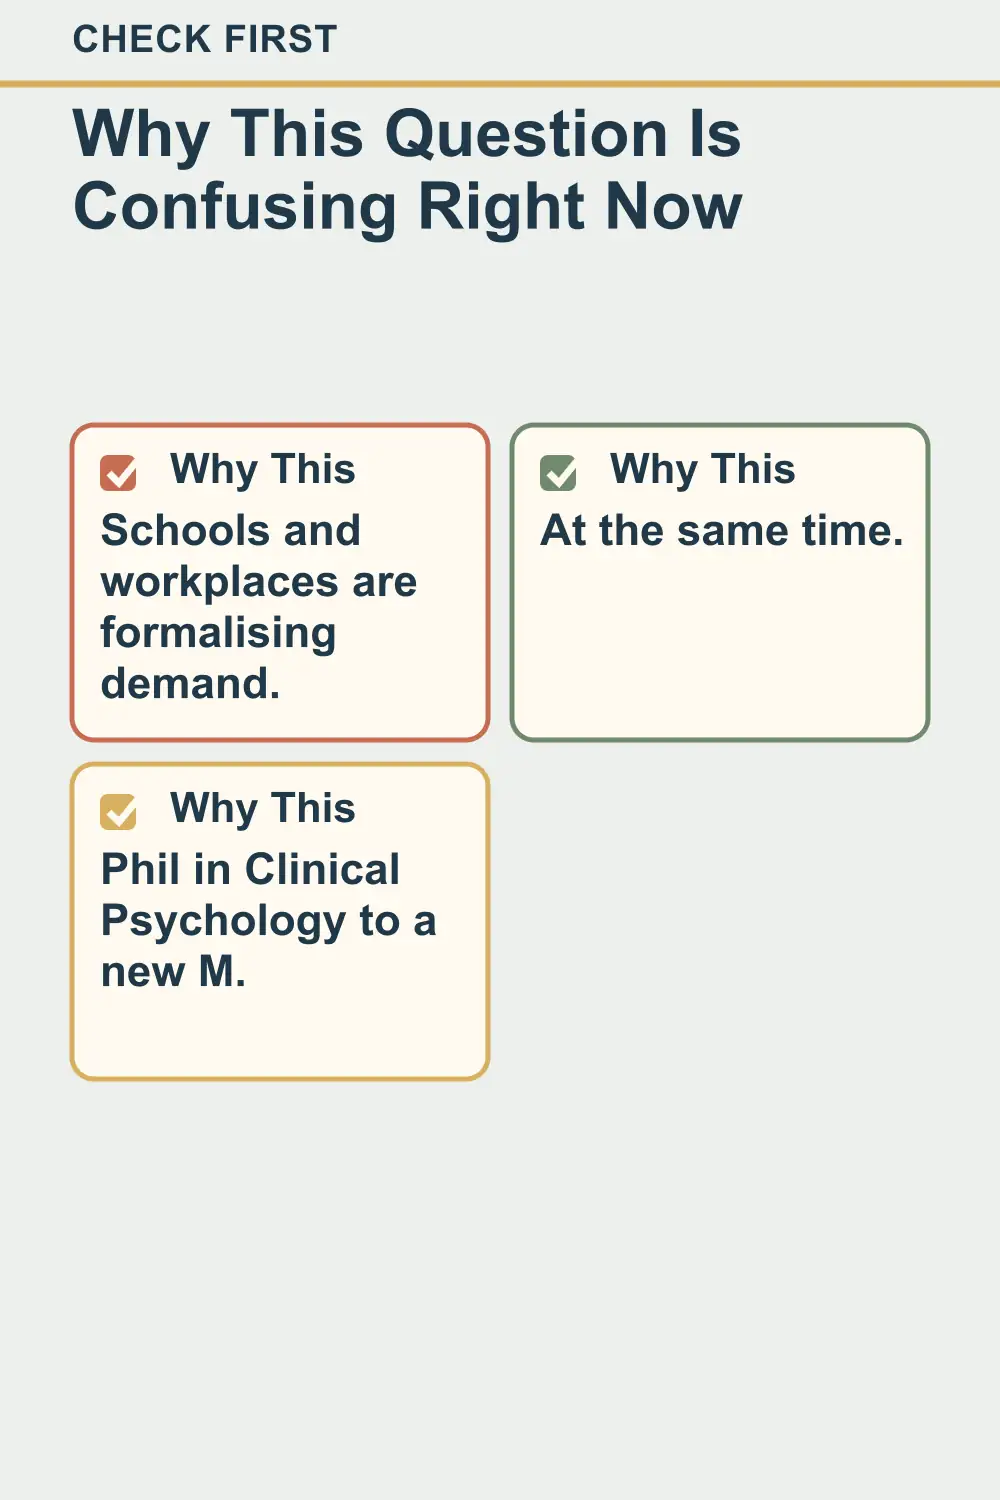 CHECK FIRST
Why This Question Is
Confusing Right Now
Why This
Schools and
workplaces are
formalising
demand.
Why This
At the same time.
Why This
Phil in Clinical
Psychology to a
new M.